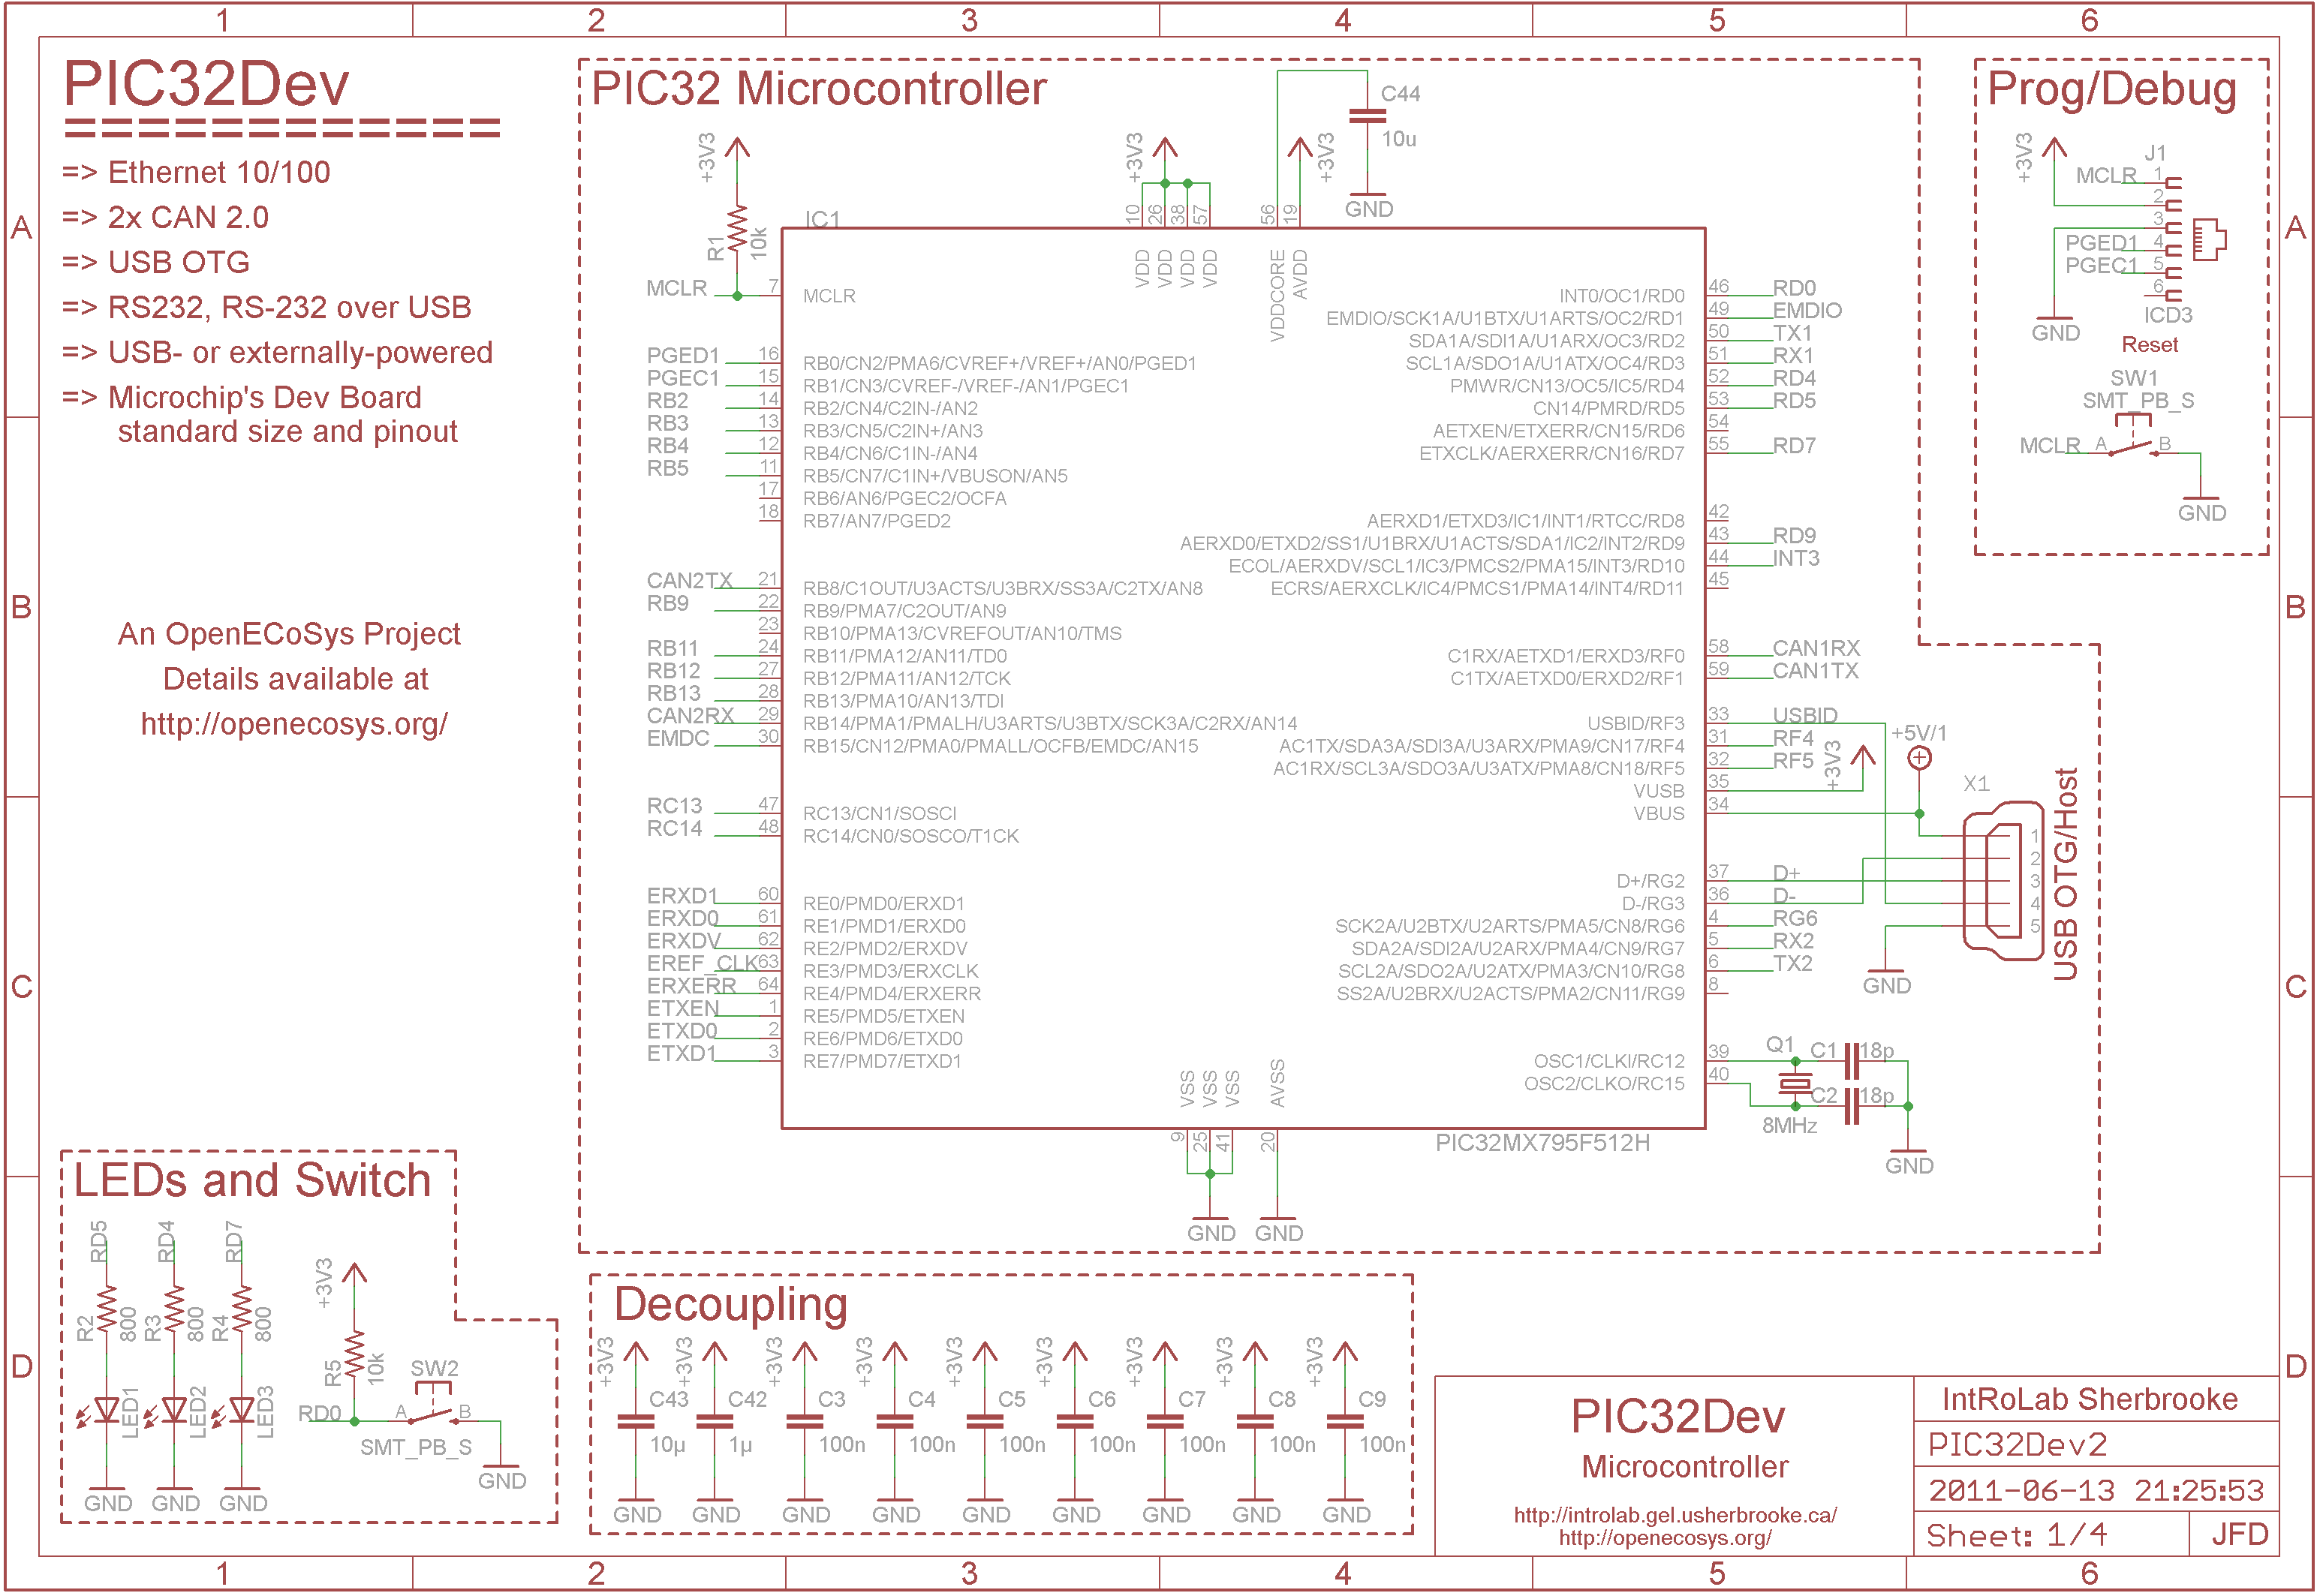 1 2 3 4 5 6
A
B
C
D
PIC32Dev
================
=> Ethernet 10/100
=> 2x CAN 2.0
=> USB OTG
=> RS232, RS-232 over USB
=> USB- or externally-powered
=> Microchip's Dev Board
standard size and pinout
An OpenECoSys Project
Details available at
http://openecosys.org/
PIC32 Microcontroller
+3V3
R1
10k
IC1
+3V3
10
26
38
57
56
19
+3V3
C44
10u
GND
VDD
VDD
VDD
VDD
VDDCORE
AVDD
MCLR 7 MCLR
PGED1 16 RB0/CN2/PMA6/CVREF+/VREF+/AN0/PGED1
PGEC1 15 RB1/CN3/CVREF-/VREF-/AN1/PGEC1
RB2 14 RB2/CN4/C2IN-/AN2
RB3 13 RB3/CN5/C2IN+/AN3
RB4 12 RB4/CN6/C1IN-/AN4
RB5 11 RB5/CN7/C1IN+/VBUSON/AN5
17 RB6/AN6/PGEC2/OCFA
18 RB7/AN7/PGED2
CAN2TX 21 RB8/C1OUT/U3ACTS/U3BRX/SS3A/C2TX/AN8
RB9 22 RB9/PMA7/C2OUT/AN9
23 RB10/PMA13/CVREFOUT/AN10/TMS
RB11 24 RB11/PMA12/AN11/TD0
RB12 27 RB12/PMA11/AN12/TCK
RB13 28 RB13/PMA10/AN13/TDI
CAN2RX 29 RB14/PMA1/PMALH/U3ARTS/U3BTX/SCK3A/C2RX/AN14
EMDC 30 RB15/CN12/PMA0/PMALL/OCFB/EMDC/AN15
RC13 47 RC13/CN1/SOSCI
RC14 48 RC14/CN0/SOSCO/T1CK
ERXD1 60 RE0/PMD0/ERXD1
ERXD0 61 RE1/PMD1/ERXD0
ERXDV 62 RE2/PMD2/ERXDV
EREF_CLK 63 RE3/PMD3/ERXCLK
ERXERR 64 RE4/PMD4/ERXERR
ETXEN 1 RE5/PMD5/ETXEN
ETXD0 2 RE6/PMD6/ETXD0
ETXD1 3 RE7/PMD7/ETXD1
INT0/OC1/RD0 46 RD0
EMDIO/SCK1A/U1BTX/U1ARTS/OC2/RD1 49 EMDIO
SDA1A/SDI1A/U1ARX/OC3/RD2 50 TX1
SCL1A/SDO1A/U1ATX/OC4/RD3 51 RX1
PMWR/CN13/OC5/IC5/RD4 52 RD4
CN14/PMRD/RD5 53 RD5
AETXEN/ETXERR/CN15/RD6 54
ETXCLK/AERXERR/CN16/RD7 55 RD7
AERXD1/ETXD3/IC1/INT1/RTCC/RD8 42
AERXD0/ETXD2/SS1/U1BRX/U1ACTS/SDA1/IC2/INT2/RD9 43 RD9
ECOL/AERXDV/SCL1/IC3/PMCS2/PMA15/INT3/RD10 44 INT3
ECRS/AERXCLK/IC4/PMCS1/PMA14/INT4/RD11 45
C1RX/AETXD1/ERXD3/RF0 58 CAN1RX
C1TX/AETXD0/ERXD2/RF1 59 CAN1TX
USBID/RF3 33 USBID
AC1TX/SDA3A/SDI3A/U3ARX/PMA9/CN17/RF4 31 RF4
AC1RX/SCL3A/SDO3A/U3ATX/PMA8/CN18/RF5 32 RF5
VUSB 35
VBUS 34
D+/RG2 37 D+
D-/RG3 36 D-
SCK2A/U2BTX/U2ARTS/PMA5/CN8/RG6 4 RG6
SDA2A/SDI2A/U2ARX/PMA4/CN9/RG7 5 RX2
SCL2A/SDO2A/U2ATX/PMA3/CN10/RG8 6 TX2
SS2A/U2BRX/U2ACTS/PMA2/CN11/RG9 8
OSC1/CLKI/RC12 39
OSC2/CLKO/RC15 40
+3V3
+5V/1
X1
1
2
3
4
5
USB OTG/Host
GND
Q1
C1 18p
C2 18p
8MHz
GND
VSS
VSS
VSS
AVSS
9
25
41
20
GND GND
PIC32MX795F512H
Prog/Debug
+3V3
J1
MCLR 1
2
3
PGED1 4
PGEC1 5
6
ICD3
GND
Reset
SW1
SMT_PB_S
MCLR A B
GND
LEDs and Switch
RD5
RD4
RD7
R2
800
R3
800
R4
800
LED1
LED2
LED3
GND GND GND
+3V3
R5
10k
SW2
RD0 A B
SMT_PB_S
GND
Decoupling
+3V3 +3V3 +3V3 +3V3 +3V3 +3V3 +3V3 +3V3 +3V3
C43 C42 C3 C4 C5 C6 C7 C8 C9
10µ 1µ 100n 100n 100n 100n 100n 100n 100n
GND GND GND GND GND GND GND GND GND
PIC32Dev
Microcontroller
http://introlab.gel.usherbrooke.ca/
http://openecosys.org/
IntRoLab Sherbrooke
PIC32Dev2
2011-06-13 21:25:53
Sheet: 1/4 JFD
A
B
C
D
1 2 3 4 5 6